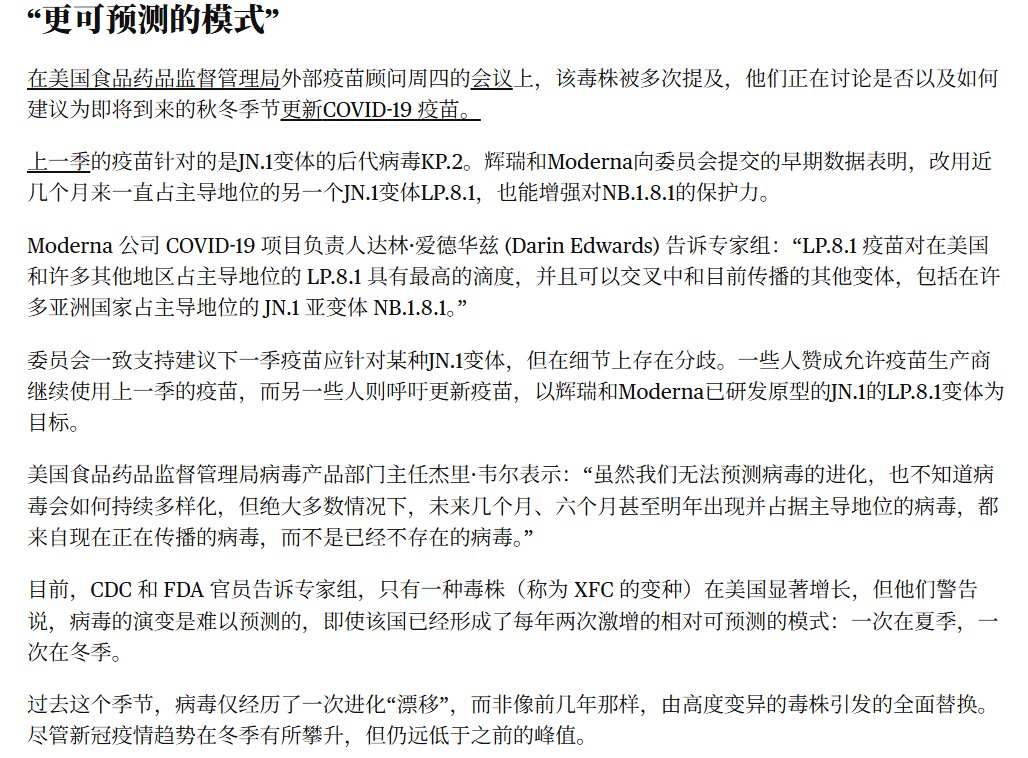 “更可预测的模式”
在美国食品药品监督管理局外部疫苗顾问周四的会议上，该毒株被多次提及，他们正在讨论是否以及如何
建议为即将到来的秋冬季节更新COVID-19 疫苗。
上一季的疫苗针对的是JN.1变体的后代病毒KP.2。辉瑞和Moderna向委员会提交的早期数据表明，改用近
几个月来一直占主导地位的另一个JN.1变体LP.8.1，也能增强对NB.1.8.1的保护力。
Moderna 公司 COVID-19 项目负责人达林·爱德华兹 (Darin Edwards) 告诉专家组：“LP.8.1 疫苗对在美国
和许多其他地区占主导地位的 LP.8.1 具有最高的滴度，并且可以交叉中和目前传播的其他变体，包括在许
多亚洲国家占主导地位的 JN.1 亚变体 NB.1.8.1。”
委员会一致支持建议下一季疫苗应针对某种JN.1变体，但在细节上存在分歧。一些人赞成允许疫苗生产商
继续使用上一季的疫苗，而另一些人则呼吁更新疫苗，以辉瑞和Moderna已研发原型的JN.1的LP.8.1变体为
目标。
美国食品药品监督管理局病毒产品部门主任杰里·韦尔表示：“虽然我们无法预测病毒的进化，也不知道病
毒会如何持续多样化，但绝大多数情况下，未来几个月、六个月甚至明年出现并占据主导地位的病毒，都
来自现在正在传播的病毒，而不是已经不存在的病毒。”
目前，CDC 和 FDA 官员告诉专家组，只有一种毒株（称为 XFC 的变种）在美国显著增长，但他们警告
说，病毒的演变是难以预测的，即使该国已经形成了每年两次激增的相对可预测的模式：一次在夏季，一
次在冬季。
过去这个季节，病毒仅经历了一次进化“漂移”，而非像前几年那样，由高度变异的毒株引发的全面替换。
尽管新冠疫情趋势在冬季有所攀升，但仍远低于之前的峰值。